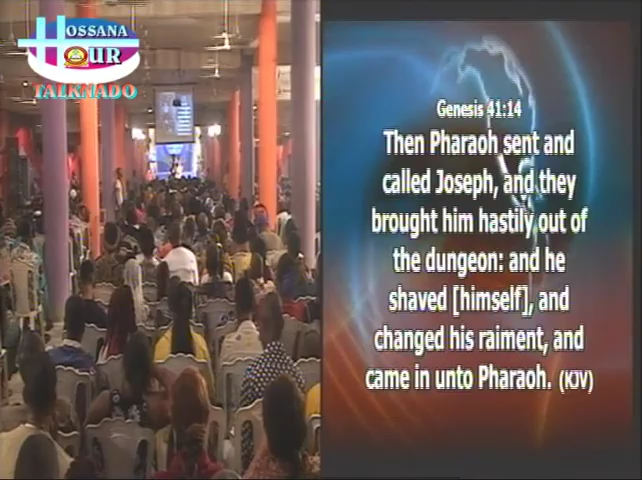 HOSSANA
HOUR
TALKNADO
Genesis 41:14
Then Pharaoh sent and
called Joseph, and they
brought him hastily out of
the dungeon: and he
shaved [himself], and
changed his raiment, and
came in unto Pharaoh. (KJV)